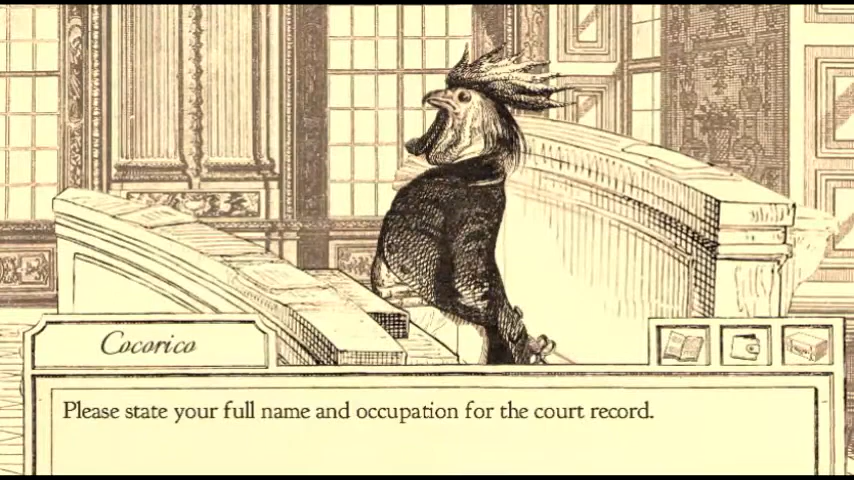 Cocorico
Please state your full name and occupation for the court record.